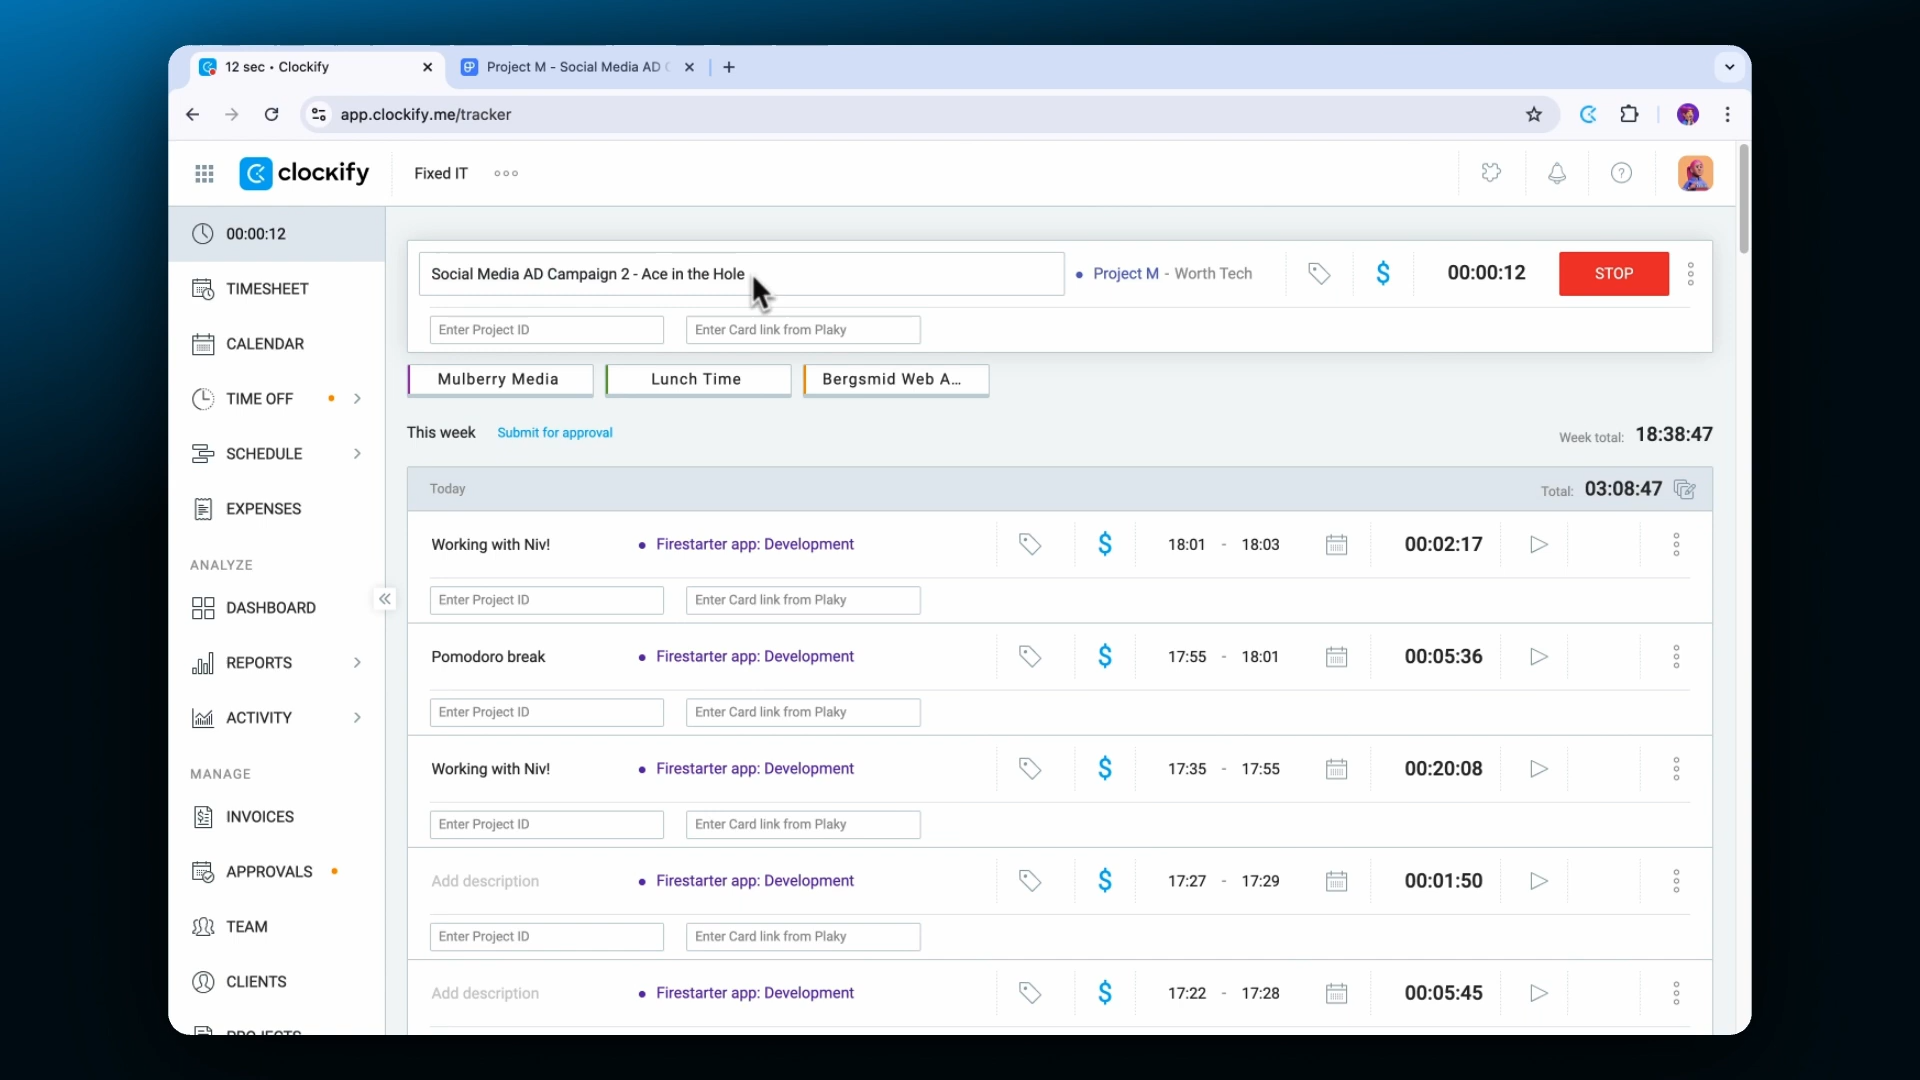 12 sec • Clockify
Project M - Social Media AD
app.clockify.me/tracker
clockify
Fixed IT
00:00:12
TIMESHEET
CALENDAR
TIME OFF
SCHEDULE
EXPENSES
ANALYZE
DASHBOARD
REPORTS
ACTIVITY
MANAGE
INVOICES
APPROVALS
TEAM
CLIENTS
PROJECTS
Social Media AD Campaign 2 - Ace in the Hole
Project M - Worth Tech
$
00:00:12
STOP
Enter Project ID
Enter Card link from Plaky
Mulberry Media
Lunch Time
Bergsmid Web A...
This week
Submit for approval
Week total: 18:38:47
Today
Total: 03:08:47
Working with Niv!
Firestarter app: Development
$
18:01 - 18:03
00:02:17
Enter Project ID
Enter Card link from Plaky
Pomodoro break
Firestarter app: Development
$
17:55 - 18:01
00:05:36
Enter Project ID
Enter Card link from Plaky
Working with Niv!
Firestarter app: Development
$
17:35 - 17:55
00:20:08
Enter Project ID
Enter Card link from Plaky
Add description
Firestarter app: Development
$
17:27 - 17:29
00:01:50
Enter Project ID
Enter Card link from Plaky
Add description
Firestarter app: Development
$
17:22 - 17:28
00:05:45